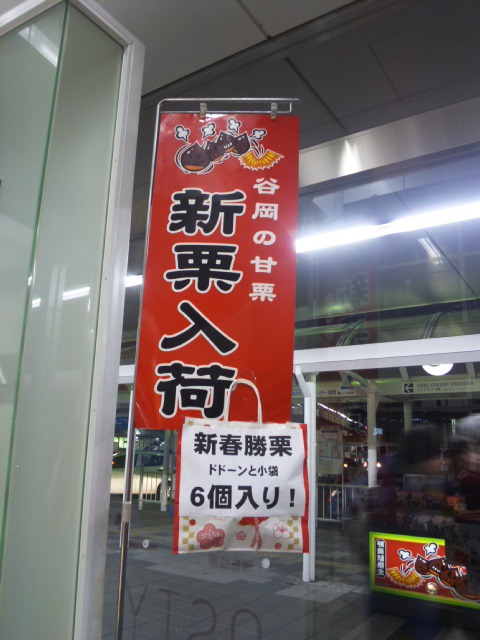 谷岡の甘栗
新栗入荷
新春勝栗
ドドーンと小袋
6個入り!